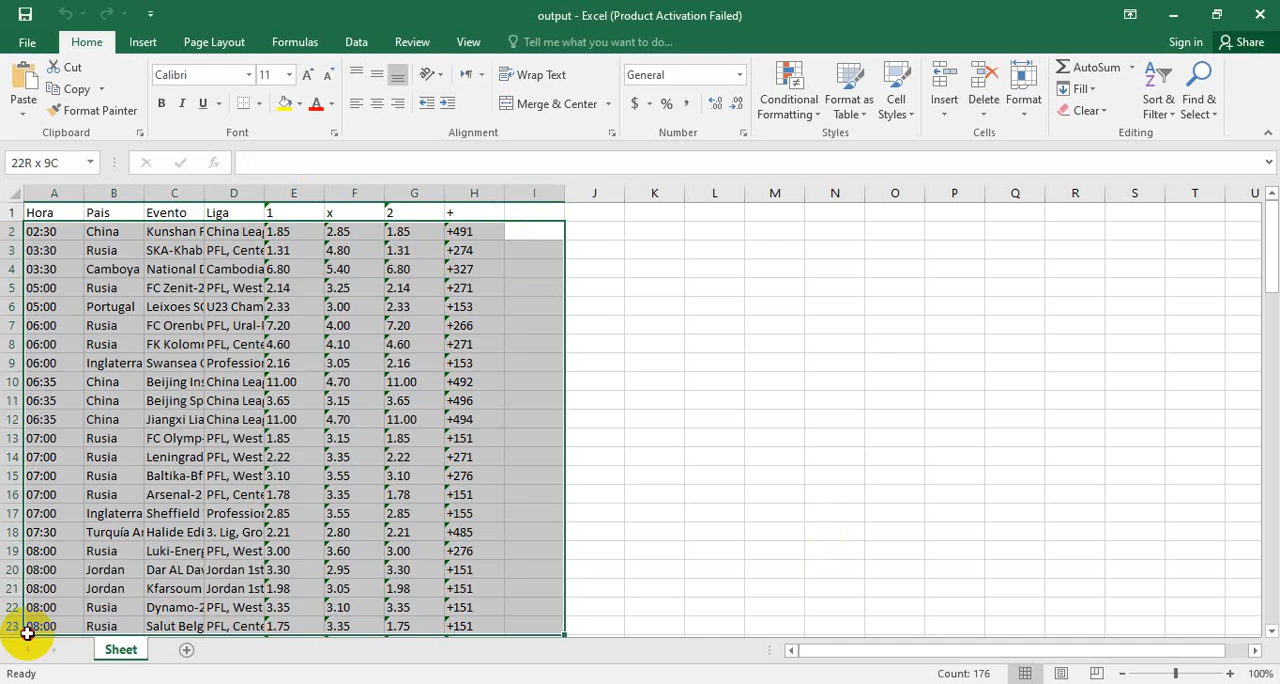 output - Excel (Product Activation Failed)
File Home Insert Page Layout Formulas Data Review View Tell me what you want to do... Sign in Share
Paste
Cut
Copy
Format Painter
Calibri 11
B I U
Wrap Text
Merge & Center
General
$ % ,
Conditional Formatting
Format as Table
Cell Styles
Insert
Delete
Format
AutoSum
Fill
Clear
Sort & Filter
Find & Select
Clipboard Font Alignment Number Styles Cells Editing
22R x 9C fx
A B C D E F G H I J K L M N O P Q R S T U
1 Hora Pais Evento Liga 1 x 2 +
2 02:30 China Kunshan F China Leag 1.85 2.85 1.85 +491
3 03:30 Rusia SKA-Khab PFL, Cente 1.31 4.80 1.31 +274
4 03:30 Camboya National D Cambodia 6.80 5.40 6.80 +327
5 05:00 Rusia FC Zenit-2 PFL, West 2.14 3.25 2.14 +271
6 05:00 Portugal Leixoes SC U23 Cham 2.33 3.00 2.33 +153
7 06:00 Rusia FC Orenbu PFL, Ural-P 7.20 4.00 7.20 +266
8 06:00 Rusia FK Kolomn PFL, Cente 4.60 4.10 4.60 +271
9 06:00 Inglaterra Swansea C Profession 2.16 3.05 2.16 +153
10 06:35 China Beijing Ins China Leag 11.00 4.70 11.00 +492
11 06:35 China Beijing Sp China Leag 3.65 3.15 3.65 +496
12 06:35 China Jiangxi Lia China Leag 11.00 4.70 11.00 +494
13 07:00 Rusia FC Olymp- PFL, West 1.85 3.15 1.85 +151
14 07:00 Rusia Leningrad PFL, West 2.22 3.35 2.22 +271
15 07:00 Rusia Baltika-Bf PFL, West 3.10 3.55 3.10 +276
16 07:00 Rusia Arsenal-2 PFL, Cente 1.78 3.35 1.78 +151
17 07:00 Inglaterra Sheffield Profession 2.85 3.55 2.85 +155
18 07:30 Turquía An Halide Edi 3. Lig, Gro 2.21 2.80 2.21 +485
19 08:00 Rusia Luki-Energ PFL, West 3.00 3.60 3.00 +276
20 08:00 Jordan Dar AL Daw Jordan 1st 3.30 2.95 3.30 +151
21 08:00 Jordan Kfarsoum Jordan 1st 1.98 3.05 1.98 +151
22 08:00 Rusia Dynamo-2 PFL, West 3.35 3.10 3.35 +151
23 08:00 Rusia Salut Belg PFL, Cente 1.75 3.35 1.75 +151
Sheet
Ready Count: 176 100%